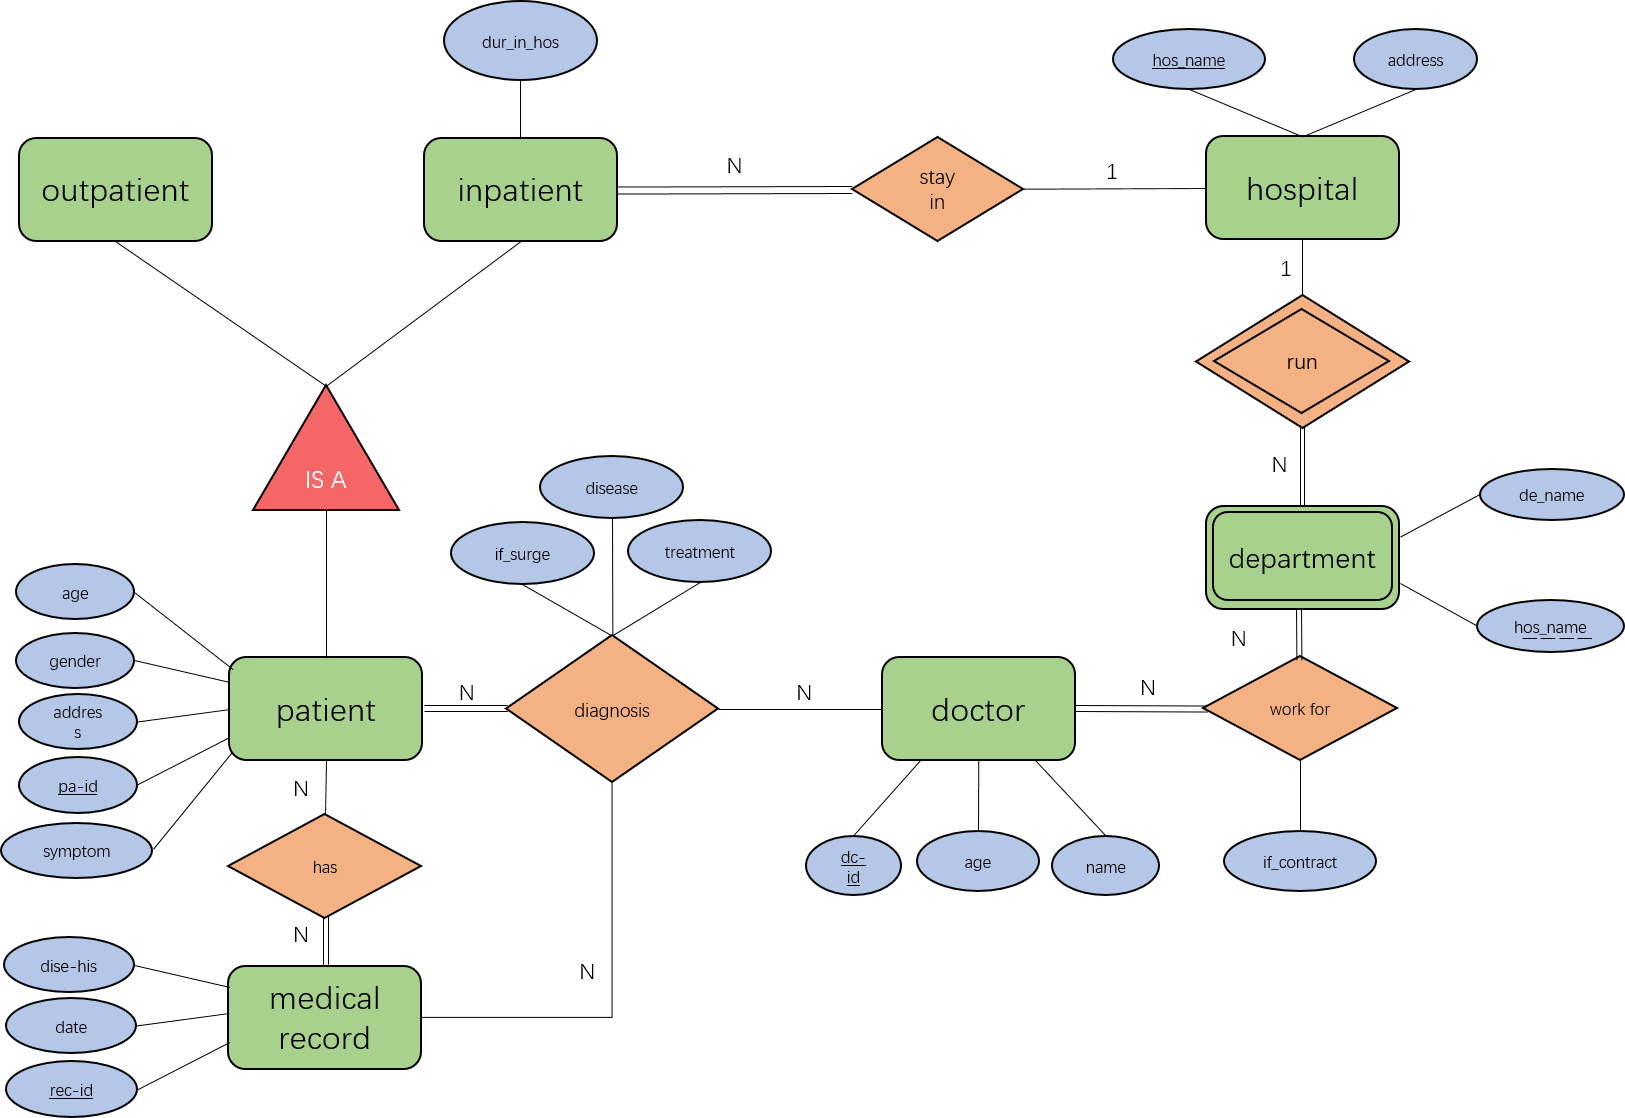 dur_in_hos
hos_name
address
outpatient
inpatient
N
stay
in
1
hospital
1
run
N
IS A
disease
if_surge
treatment
de_name
department
hos_name
N
age
gender
addres
s
pa-id
symptom
patient
N
diagnosis
N
doctor
N
work for
N
has
N
dc-
id
age
name
if_contract
dise-his
date
rec-id
medical
record
N